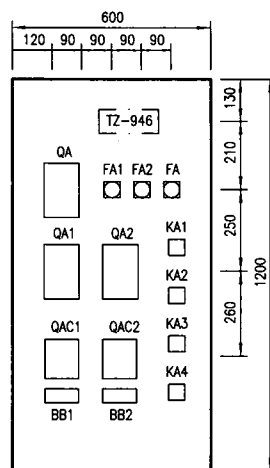 600
120 90 90 90 90
130
TZ-946
210
QA FA1 FA2 FA
250
QA1 QA2 KA1
KA2
1200
260
QAC1 QAC2 KA3
KA4
BB1 BB2